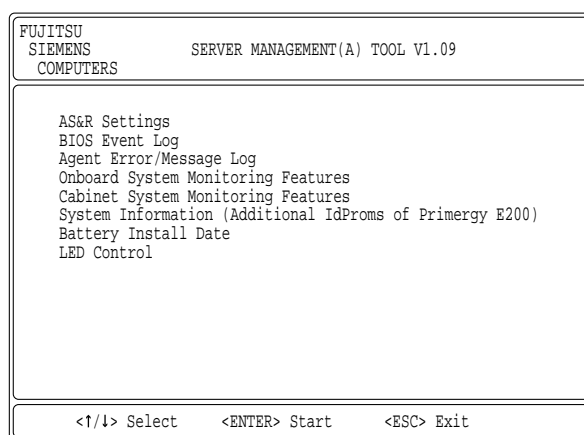 FUJITSU
SIEMENS SERVER MANAGEMENT(A) TOOL V1.09
COMPUTERS
AS&R Settings
BIOS Event Log
Agent Error/Message Log
Onboard System Monitoring Features
Cabinet System Monitoring Features
System Information (Additional IdProms of Primergy E200)
Battery Install Date
LED Control
<↑/↓> Select <ENTER> Start <ESC> Exit